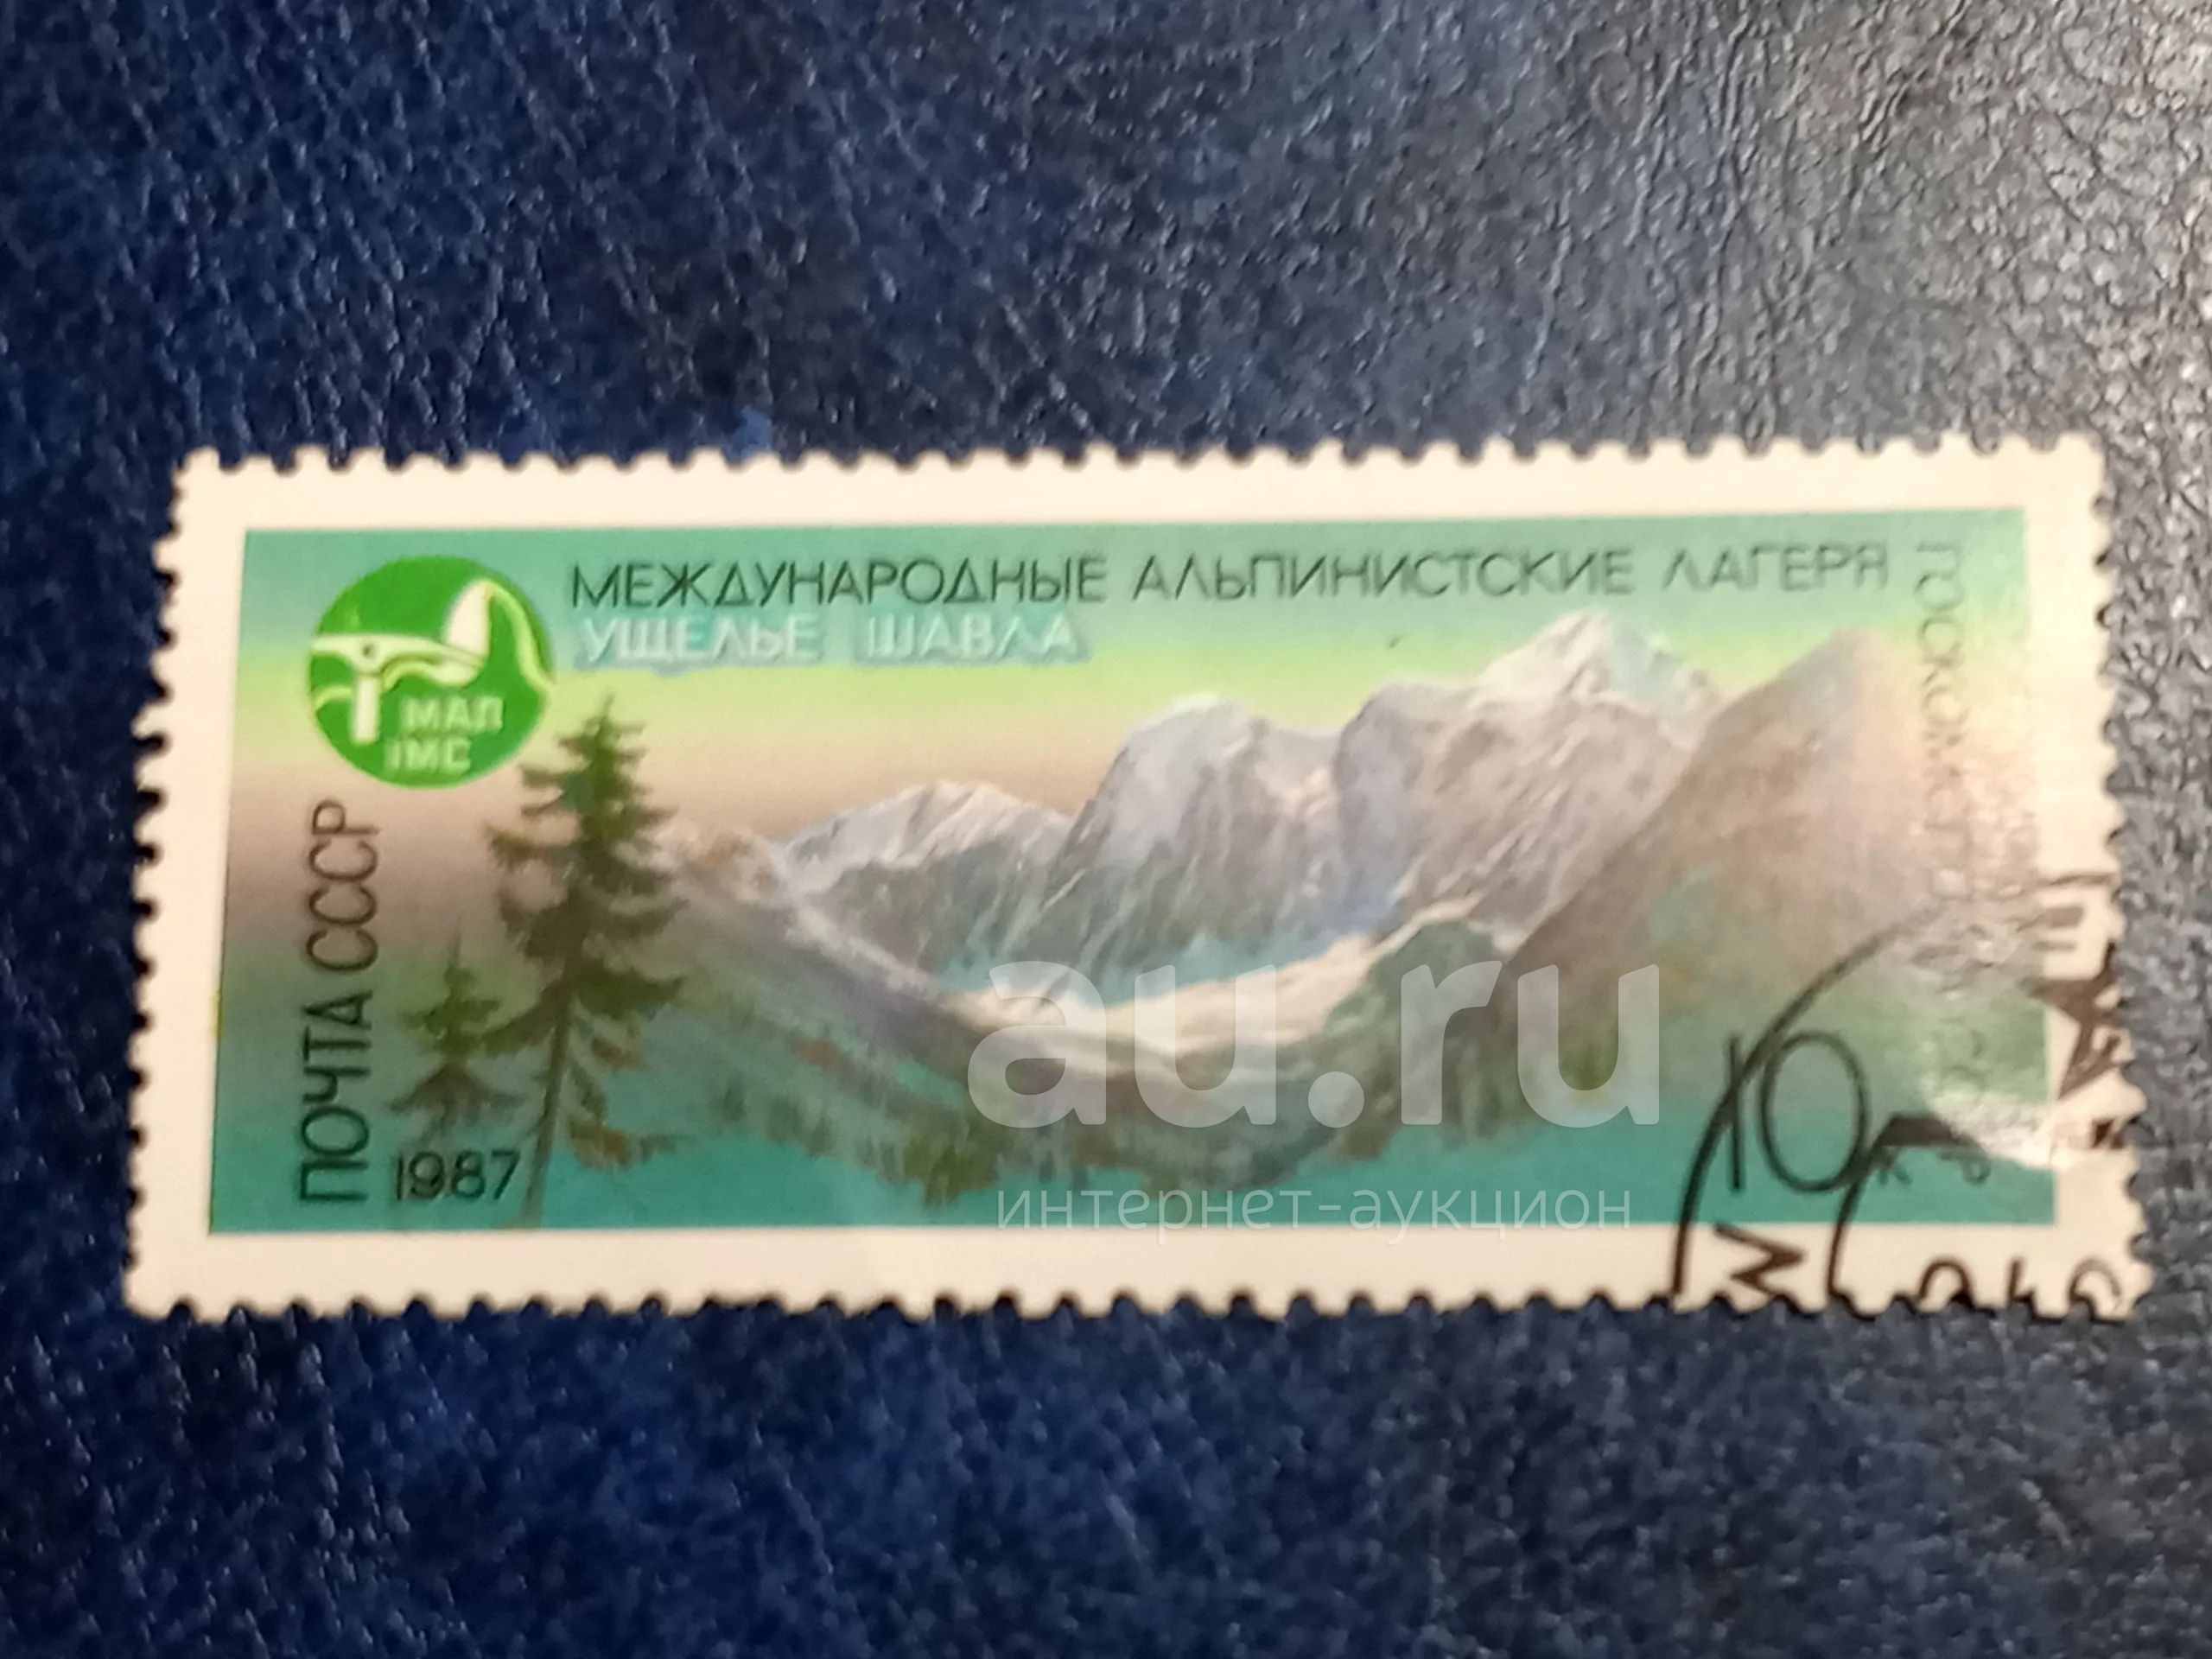 МЕЖДУНАРОДНЫЕ АЛЬПИНИСТСКИЕ ЛАГЕРЯ
УЩЕЛЬЕ ШАВЛА
МАЛ
IMC
ПОЧТА СССР
1987
10 к
au.ru
интернет-аукцион